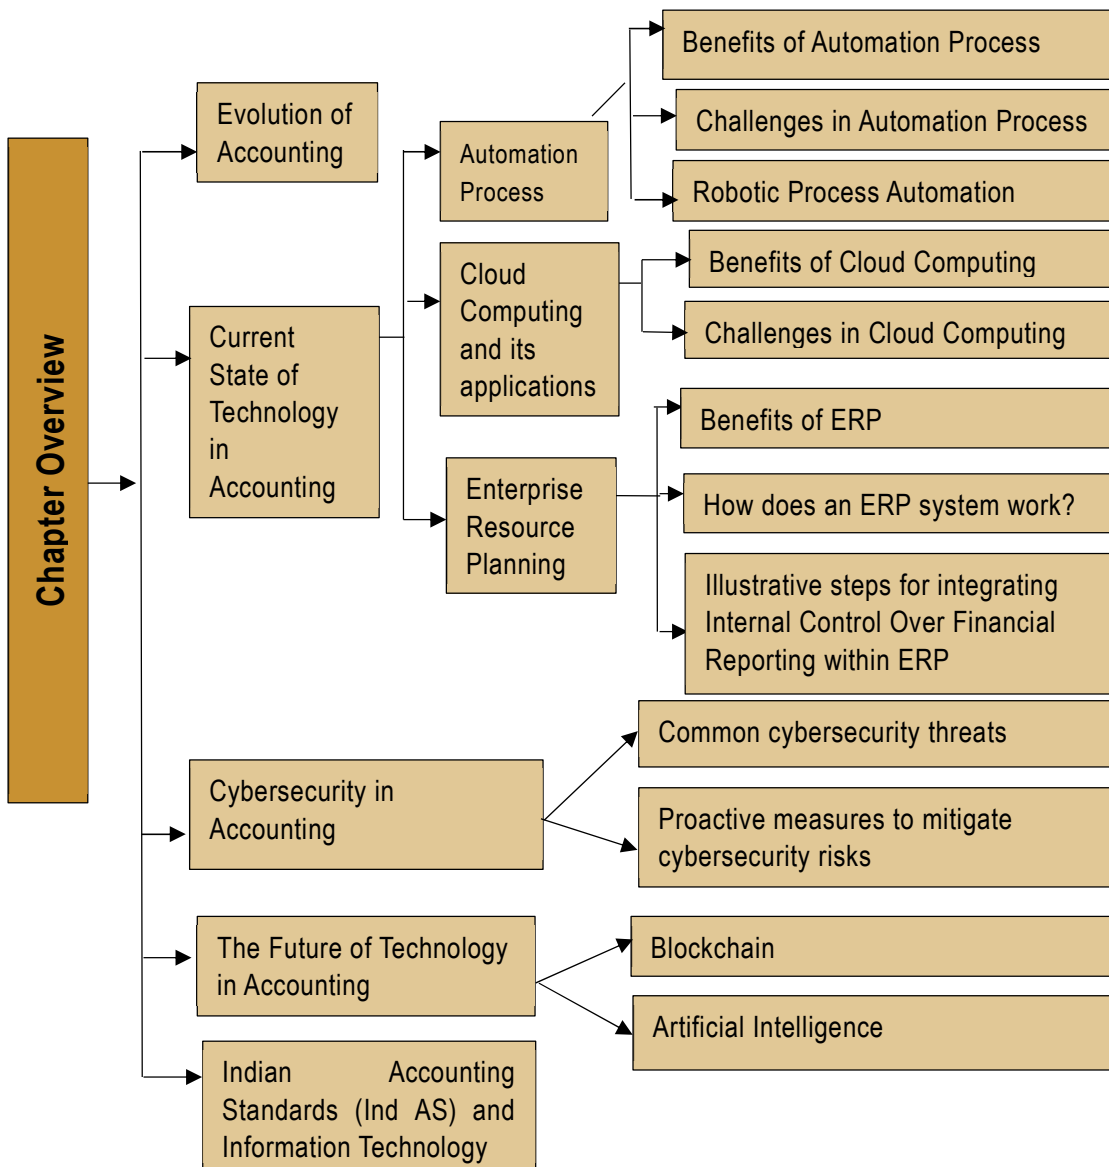 Chapter Overview
Evolution of
Accounting
Current
State of
Technology
in
Accounting
Automation
Process
Benefits of Automation Process
Challenges in Automation Process
Robotic Process Automation
Cloud
Computing
and its
applications
Benefits of Cloud Computing
Challenges in Cloud Computing
Enterprise
Resource
Planning
Benefits of ERP
How does an ERP system work?
Illustrative steps for integrating
Internal Control Over Financial
Reporting within ERP
Cybersecurity in
Accounting
Common cybersecurity threats
Proactive measures to mitigate
cybersecurity risks
The Future of Technology
in Accounting
Blockchain
Artificial Intelligence
Indian Accounting
Standards (Ind AS) and
Information Technology